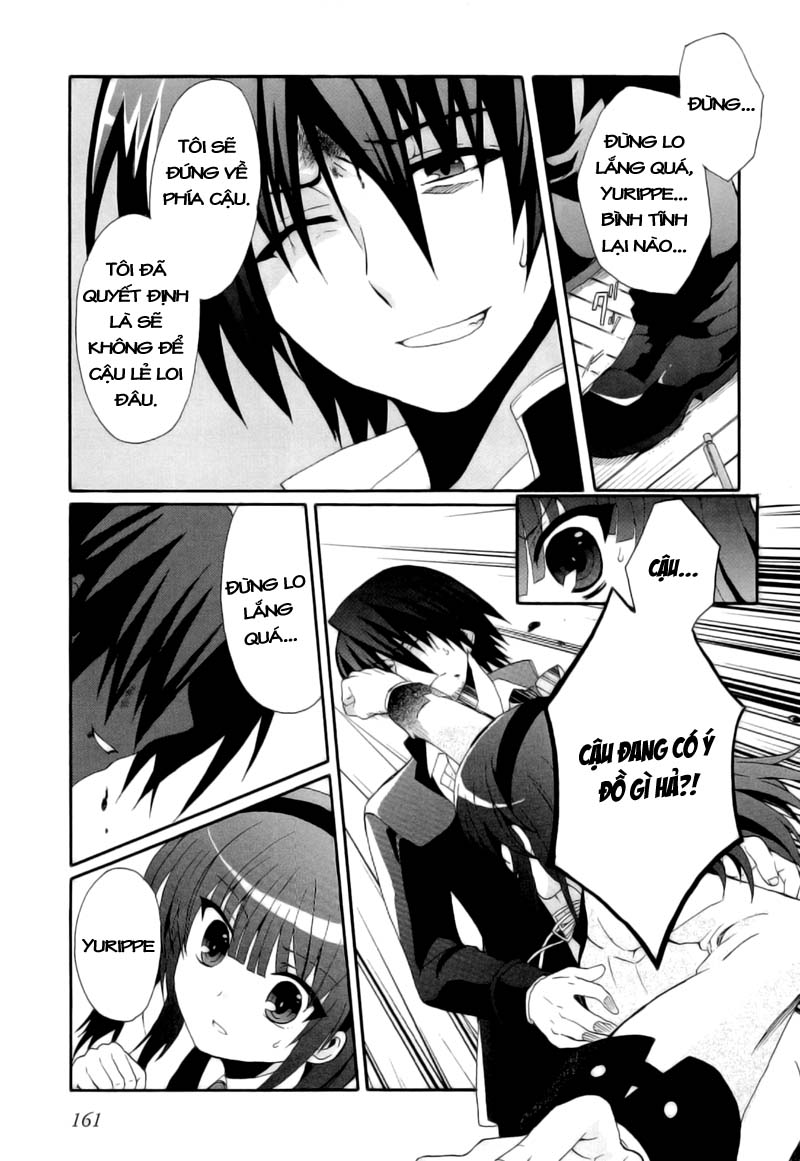 ĐỪNG...
ĐỪNG LO
LẮNG QUÁ,
YURIPPE...
BÌNH TĨNH
LẠI NÀO...
TÔI SẼ
ĐỨNG VỀ
PHÍA CẬU.
TÔI ĐÃ
QUYẾT ĐỊNH
LÀ SẼ
KHÔNG ĐỂ
CẬU LẺ LOI
ĐÂU.
CẬU...
CẬU ĐANG CÓ Ý
ĐỒ GÌ HẢ?!
ĐỪNG LO
LẮNG
QUÁ...
YURIPPE
161